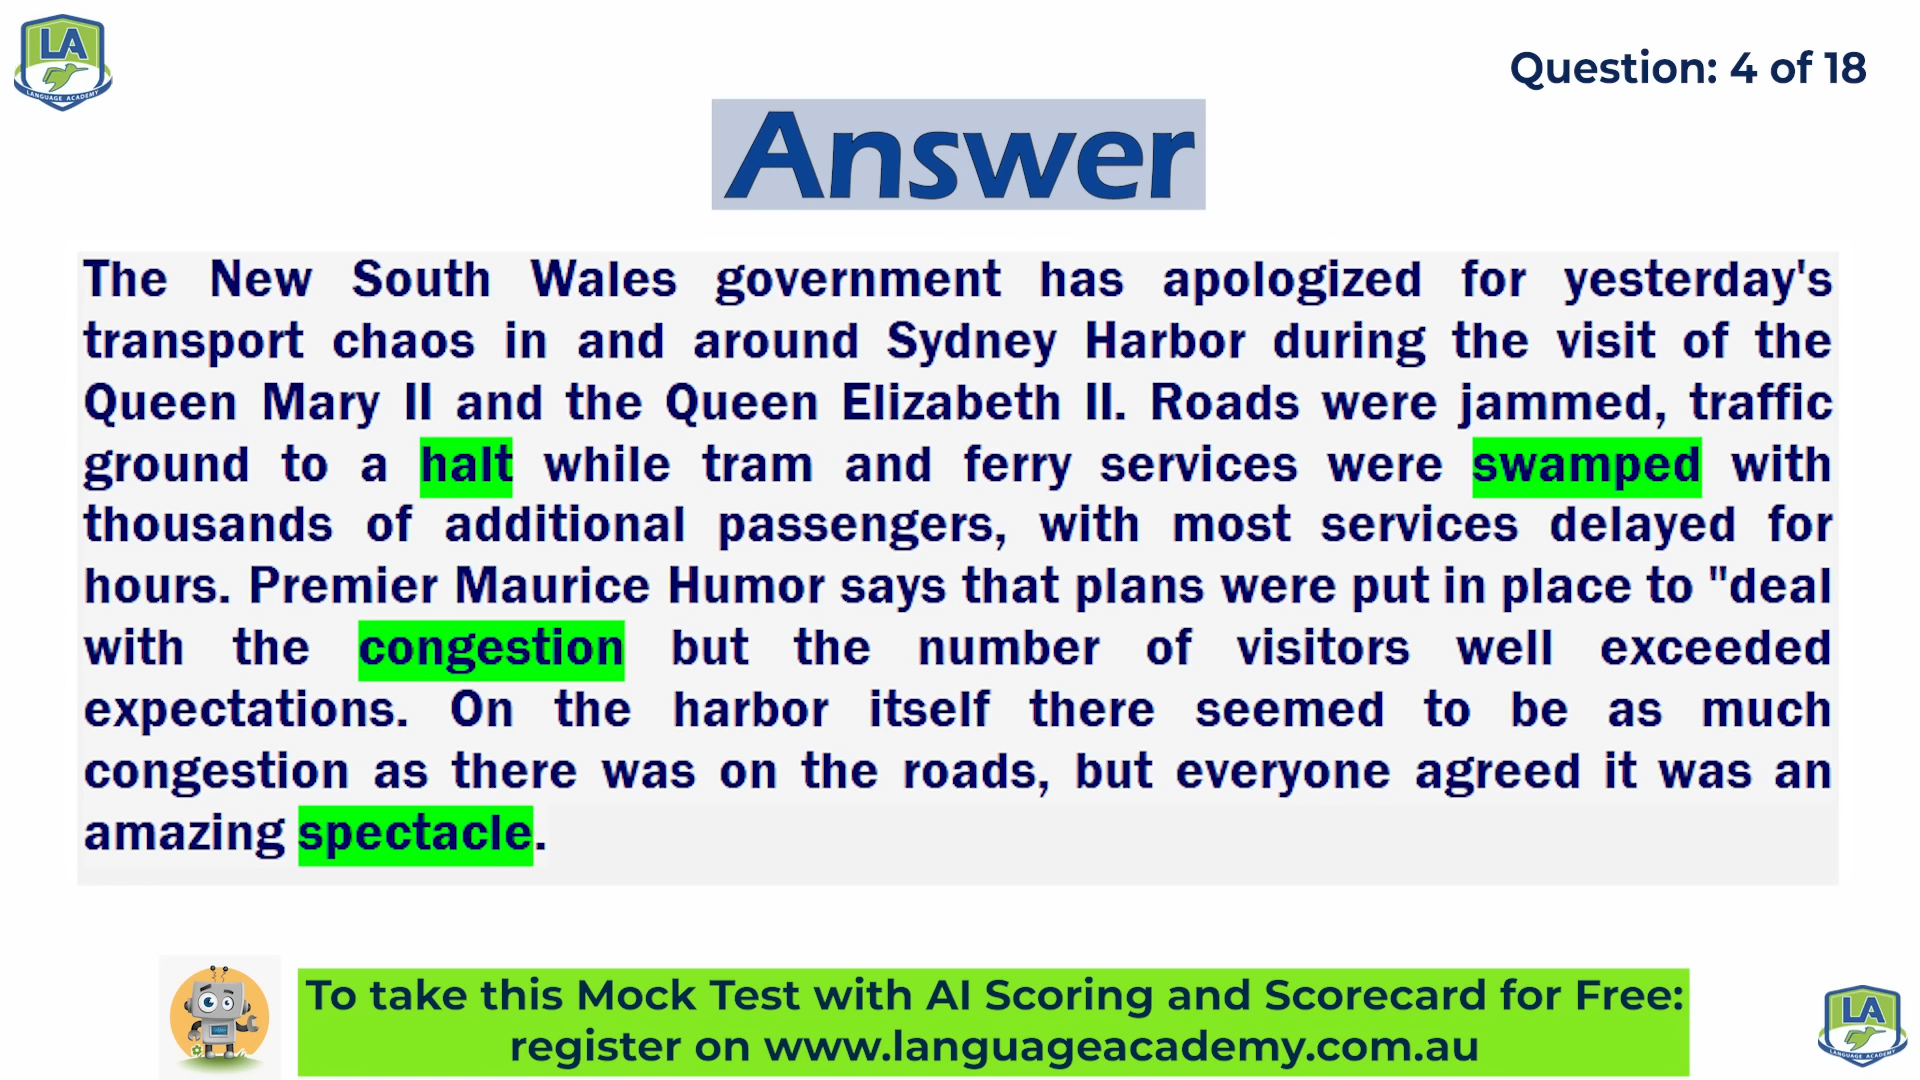 LA
LANGUAGE ACADEMY
Question: 4 of 18
Answer
The New South Wales government has apologized for yesterday's
transport chaos in and around Sydney Harbor during the visit of the
Queen Mary II and the Queen Elizabeth II. Roads were jammed, traffic
ground to a halt while tram and ferry services were swamped with
thousands of additional passengers, with most services delayed for
hours. Premier Maurice Humor says that plans were put in place to "deal
with the congestion but the number of visitors well exceeded
expectations. On the harbor itself there seemed to be as much
congestion as there was on the roads, but everyone agreed it was an
amazing spectacle.
To take this Mock Test with AI Scoring and Scorecard for Free:
register on www.languageacademy.com.au
LA
LANGUAGE ACADEMY